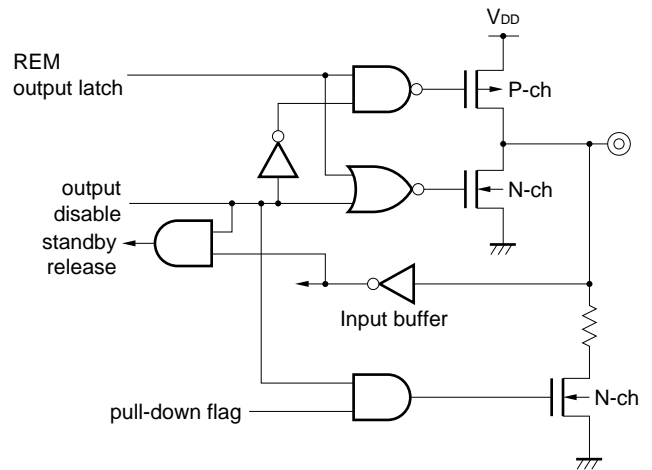 VDD
REM
output latch
P-ch
output
disable
N-ch
standby
release
Input buffer
N-ch
pull-down flag